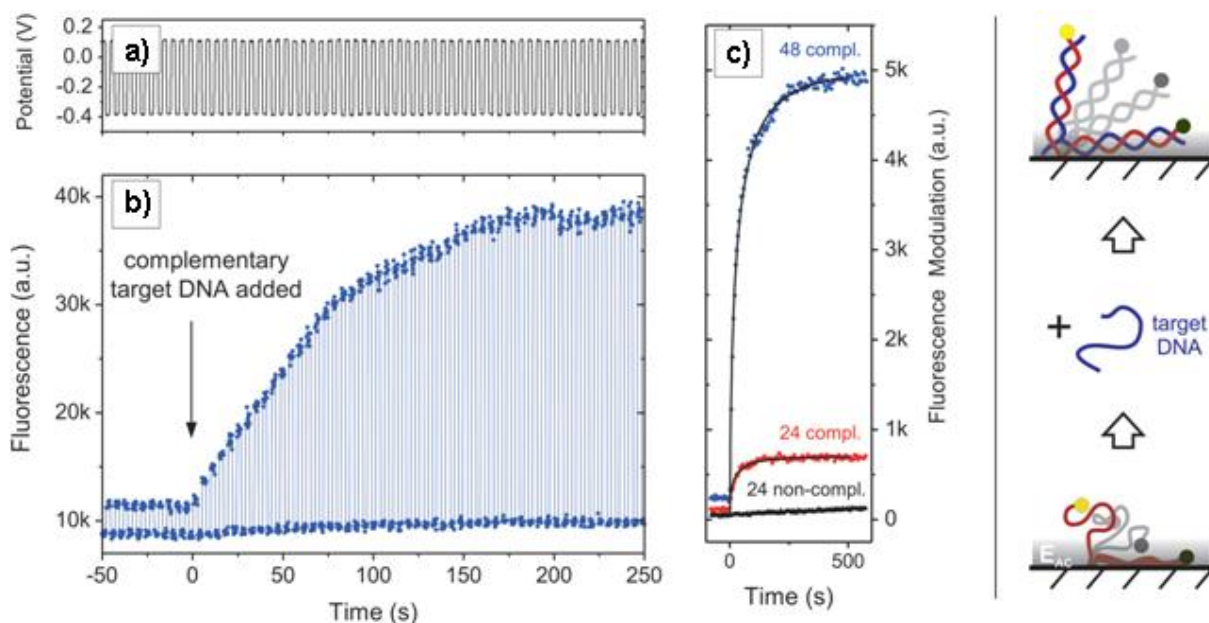 a)
Potential (V)
0.2
0.0
-0.2
-0.4
b)
Fluorescence (a.u.)
40k
30k
20k
10k
complementary
target DNA added
-50
0
50
100
150
200
250
Time (s)
c)
48 compl.
24 compl.
24 non-compl.
5k
4k
3k
2k
1k
0
Fluorescence Modulation (a.u.)
0
500
Time (s)
+
target
DNA
E AC